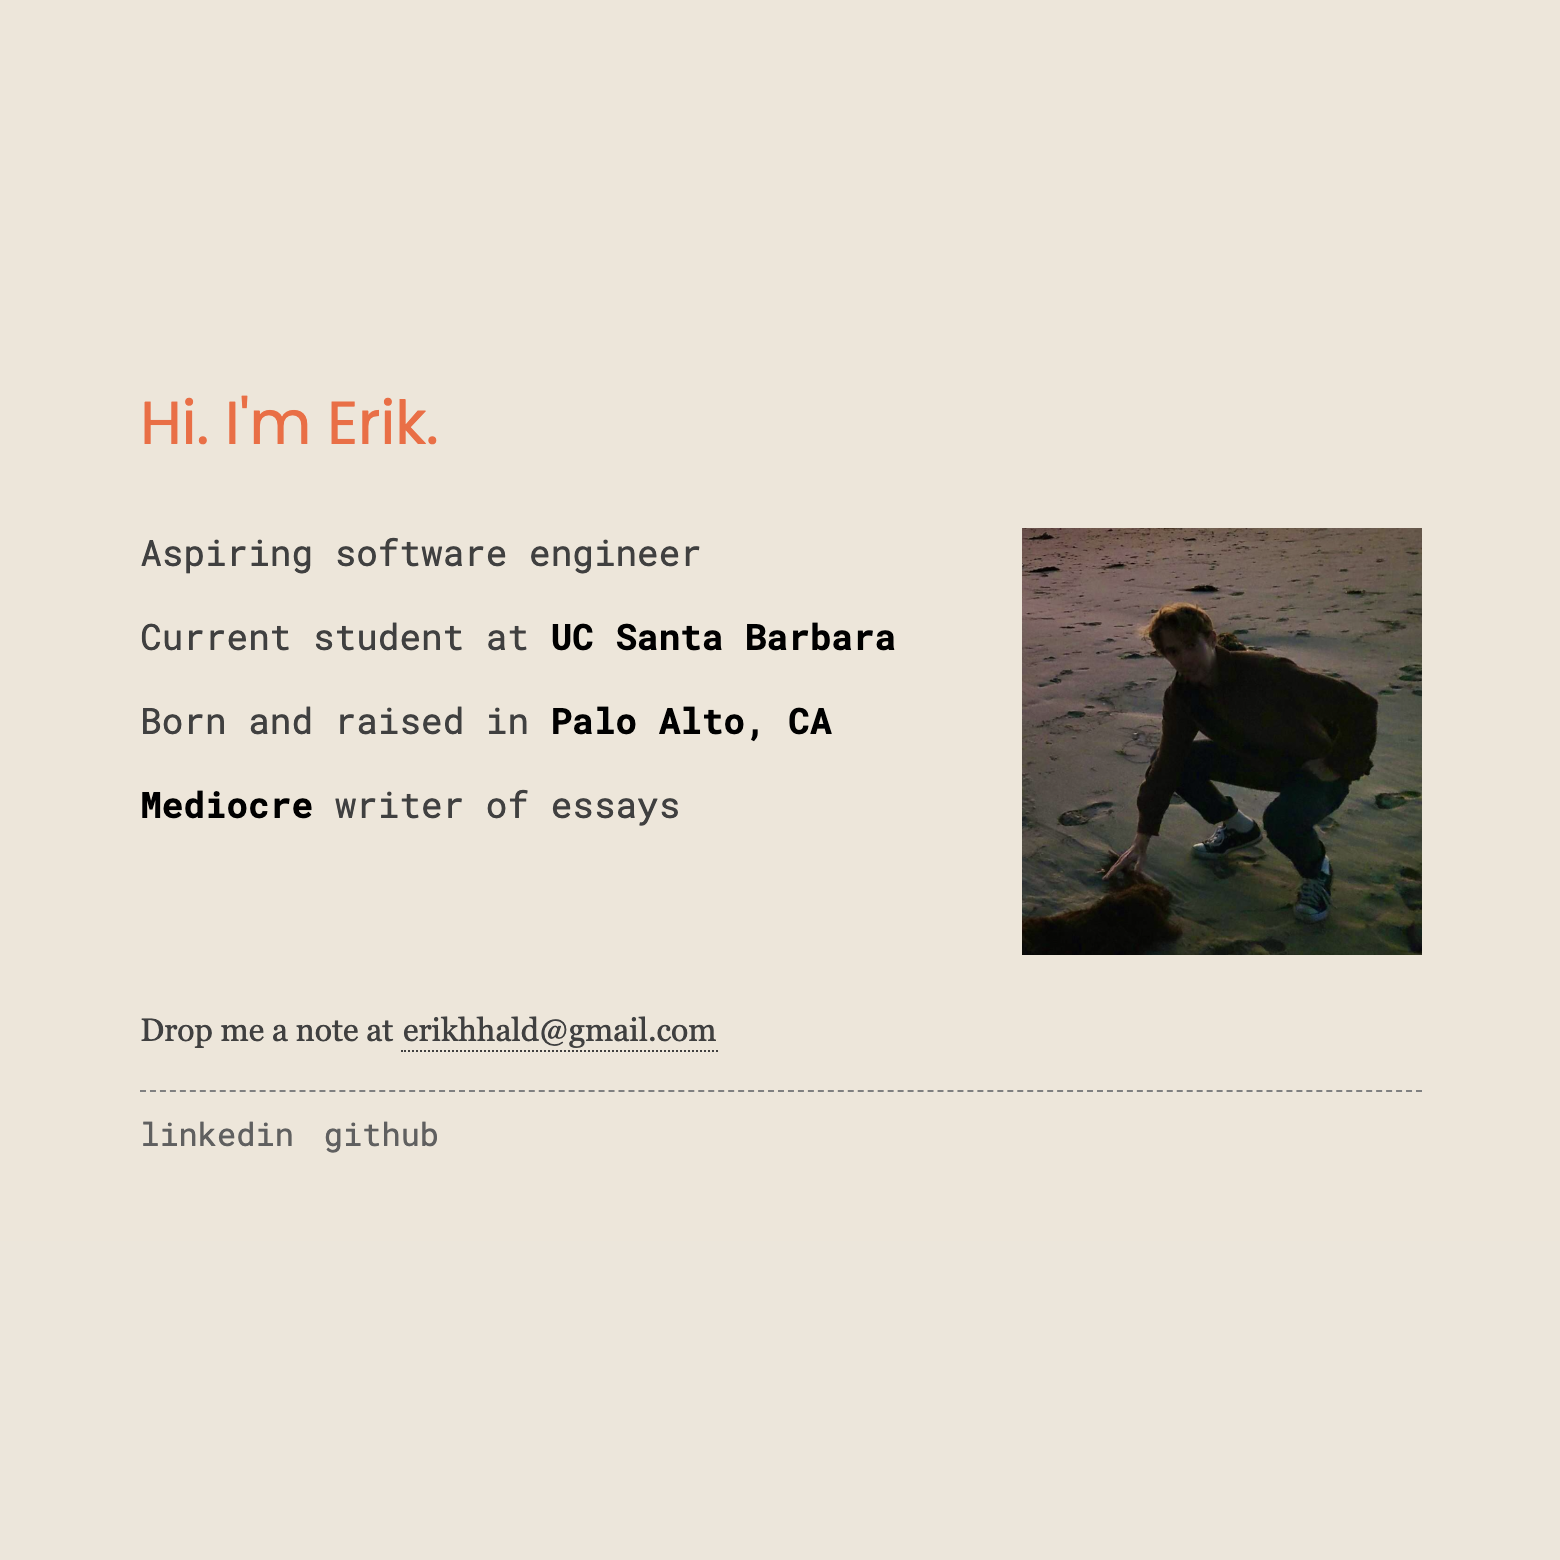 Hi. I'm Erik.
Aspiring software engineer
Current student at UC Santa Barbara
Born and raised in Palo Alto, CA
Mediocre writer of essays
Drop me a note at erikhhald@gmail.com
linkedin github